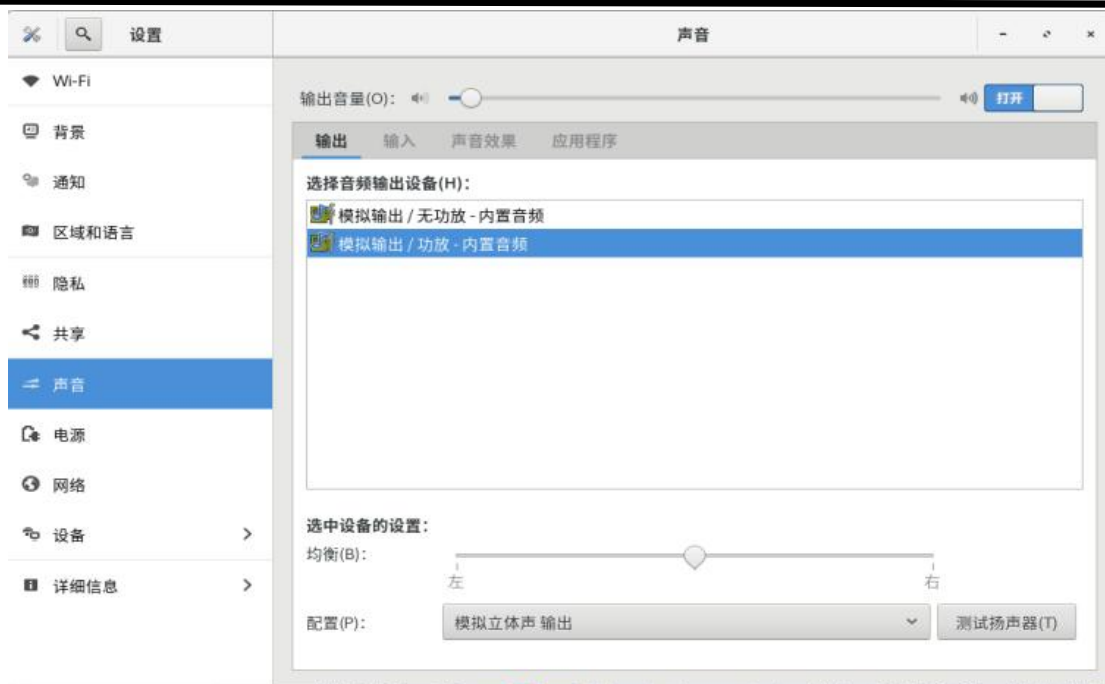 设置
声音
Wi-Fi
背景
通知
区域和语言
隐私
共享
声音
电源
网络
设备
详细信息
输出音量(O)：
打开
输出 输入 声音效果 应用程序
选择音频输出设备(H)：
模拟输出 / 无功放 - 内置音频
模拟输出 / 功放 - 内置音频
选中设备的设置：
均衡(B)：
左 右
配置(P)： 模拟立体声 输出 测试扬声器(T)